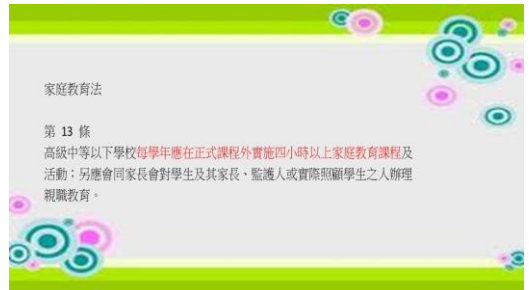 家庭教育法
第 13 條
高級中等以下學校每學年應在正式課程外實施四小時以上家庭教育課程及
活動；另應會同家長會對學生及其家長、監護人或實際照顧學生之人辦理
親職教育。